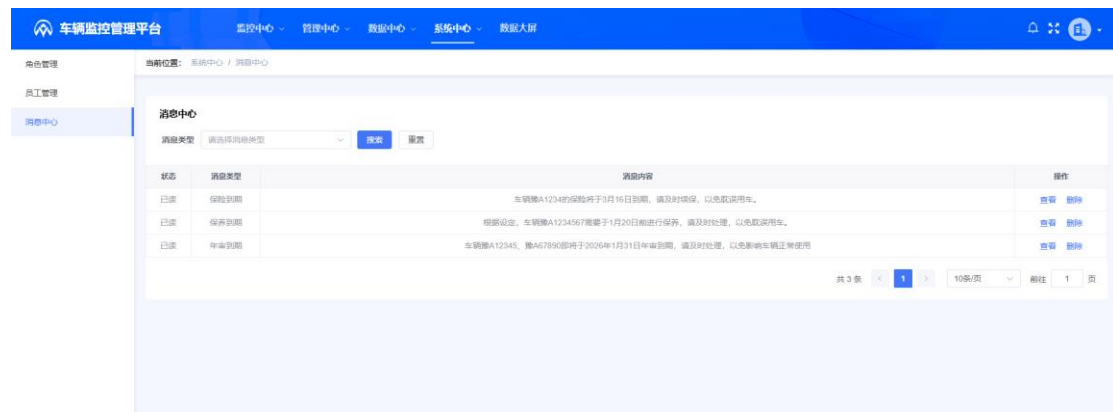 车辆监控管理平台 监控中心 管理中心 数据中心 系统中心 数据大屏
角色管理
员工管理
消息中心
当前位置： 系统中心 / 消息中心
消息中心
消息类型 请选择消息类型 搜索 重置
状态 消息类型 消息内容 操作
已读 保险到期 车辆豫A1234的保险将于3月16日到期，请及时续保，以免耽误用车。 查看 删除
已读 保养到期 根据设定，车辆豫A1234567需要于1月20日前进行保养，请及时处理，以免耽误用车。 查看 删除
已读 年审到期 车辆豫A12345、豫A67890即将于2026年1月31日年审到期，请及时处理，以免影响车辆正常使用 查看 删除
共 3 条 < 1 > 10条/页 前往 1 页